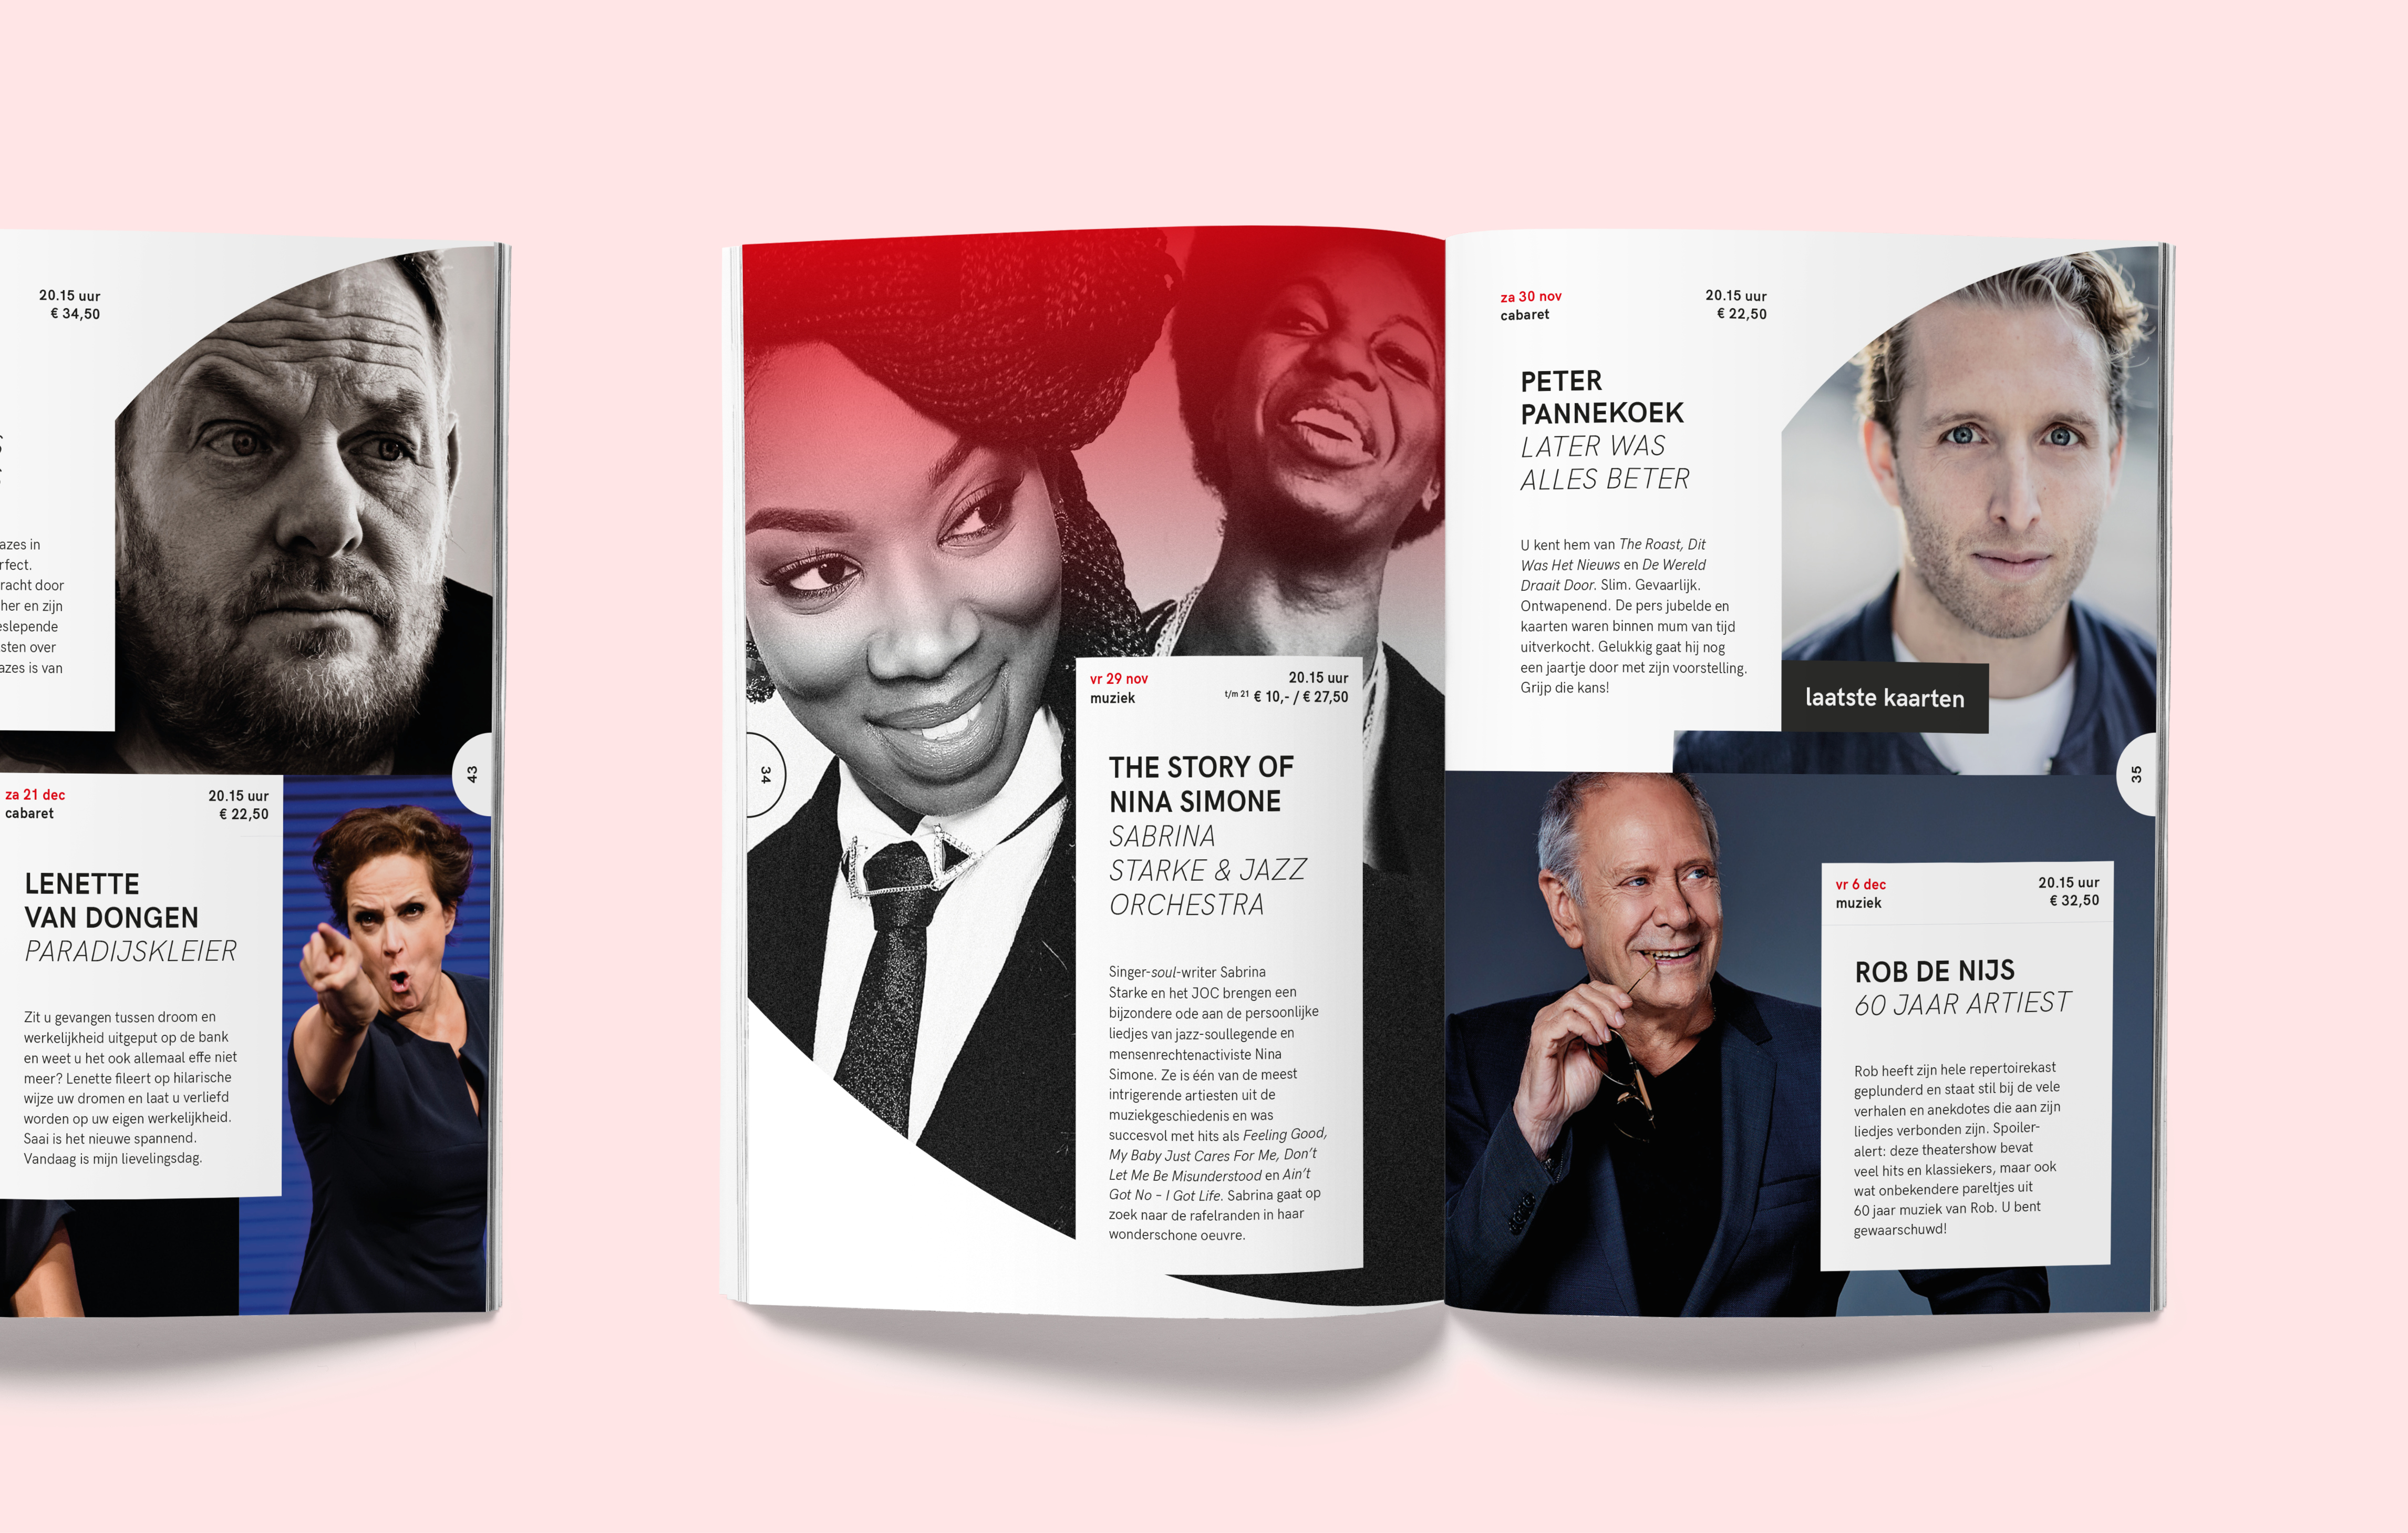 20.15 uur
€ 34,50
azes in
rfect.
racht door
her en zijn
eslepende
sten over
azes is van
43
za 21 dec
cabaret
20.15 uur
€ 22,50
LENETTE
VAN DONGEN
PARADIJSKLEIER
Zit u gevangen tussen droom en
werkelijkheid uitgeput op de bank
en weet u het ook allemaal effe niet
meer? Lenette fileert op hilarische
wijze uw dromen en laat u verliefd
worden op uw eigen werkelijkheid.
Saai is het nieuwe spannend.
Vandaag is mijn lievelingsdag.
34
vr 29 nov
muziek
20.15 uur
t/m 21 € 10,- / € 27,50
THE STORY OF
NINA SIMONE
SABRINA
STARKE & JAZZ
ORCHESTRA
Singer-soul-writer Sabrina
Starke en het JOC brengen een
bijzondere ode aan de persoonlijke
liedjes van jazz-soullegende en
mensenrechtenactiviste Nina
Simone. Ze is één van de meest
intrigerende artiesten uit de
muziekgeschiedenis en was
succesvol met hits als Feeling Good,
My Baby Just Cares For Me, Don't
Let Me Be Misunderstood en Ain't
Got No – I Got Life. Sabrina gaat op
zoek naar de rafelranden in haar
wonderschone oeuvre.
za 30 nov
cabaret
20.15 uur
€ 22,50
PETER
PANNEKOEK
LATER WAS
ALLES BETER
U kent hem van The Roast, Dit
Was Het Nieuws en De Wereld
Draait Door. Slim. Gevaarlijk.
Ontwapenend. De pers jubelde en
kaarten waren binnen mum van tijd
uitverkocht. Gelukkig gaat hij nog
een jaartje door met zijn voorstelling.
Grijp die kans!
laatste kaarten
35
vr 6 dec
muziek
20.15 uur
€ 32,50
ROB DE NIJS
60 JAAR ARTIEST
Rob heeft zijn hele repertoirekast
geplunderd en staat stil bij de vele
verhalen en anekdotes die aan zijn
liedjes verbonden zijn. Spoiler-
alert: deze theatershow bevat
veel hits en klassiekers, maar ook
wat onbekendere pareltjes uit
60 jaar muziek van Rob. U bent
gewaarschuwd!